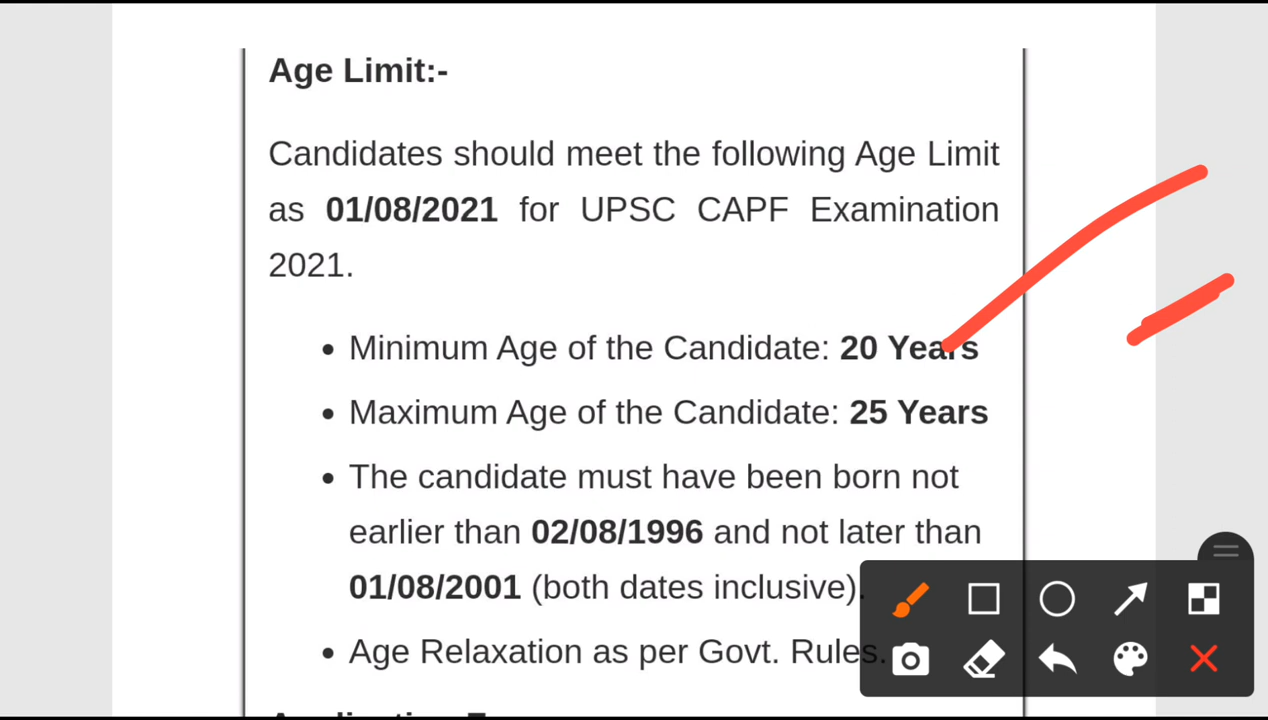 Age Limit:-
Candidates should meet the following Age Limit
as 01/08/2021 for UPSC CAPF Examination
2021.
• Minimum Age of the Candidate: 20 Years
• Maximum Age of the Candidate: 25 Years
• The candidate must have been born not
earlier than 02/08/1996 and not later than
01/08/2001 (both dates inclusive).
• Age Relaxation as per Govt. Rules.